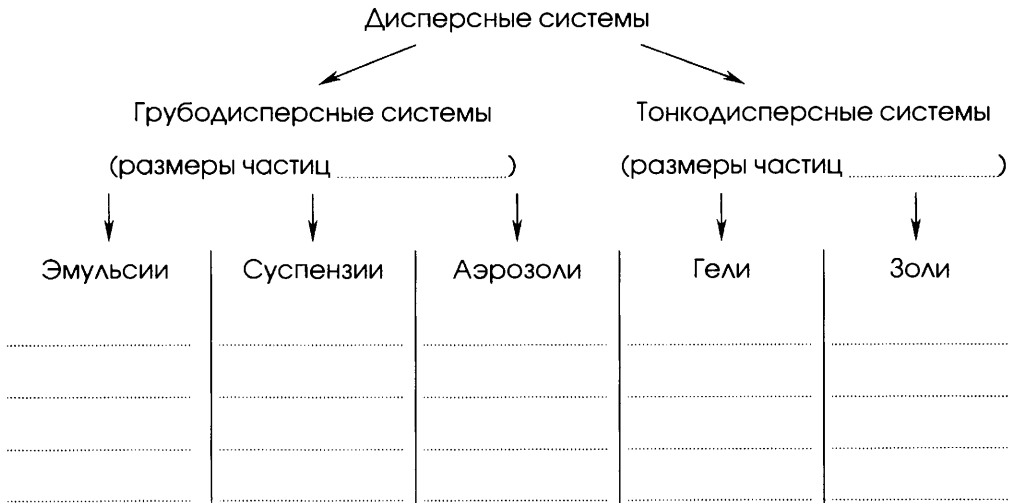 Дисперсные системы
Грубодисперсные системы Тонкодисперсные системы
(размеры частиц ) (размеры частиц )
Эмульсии Суспензии Аэрозоли Гели Золи